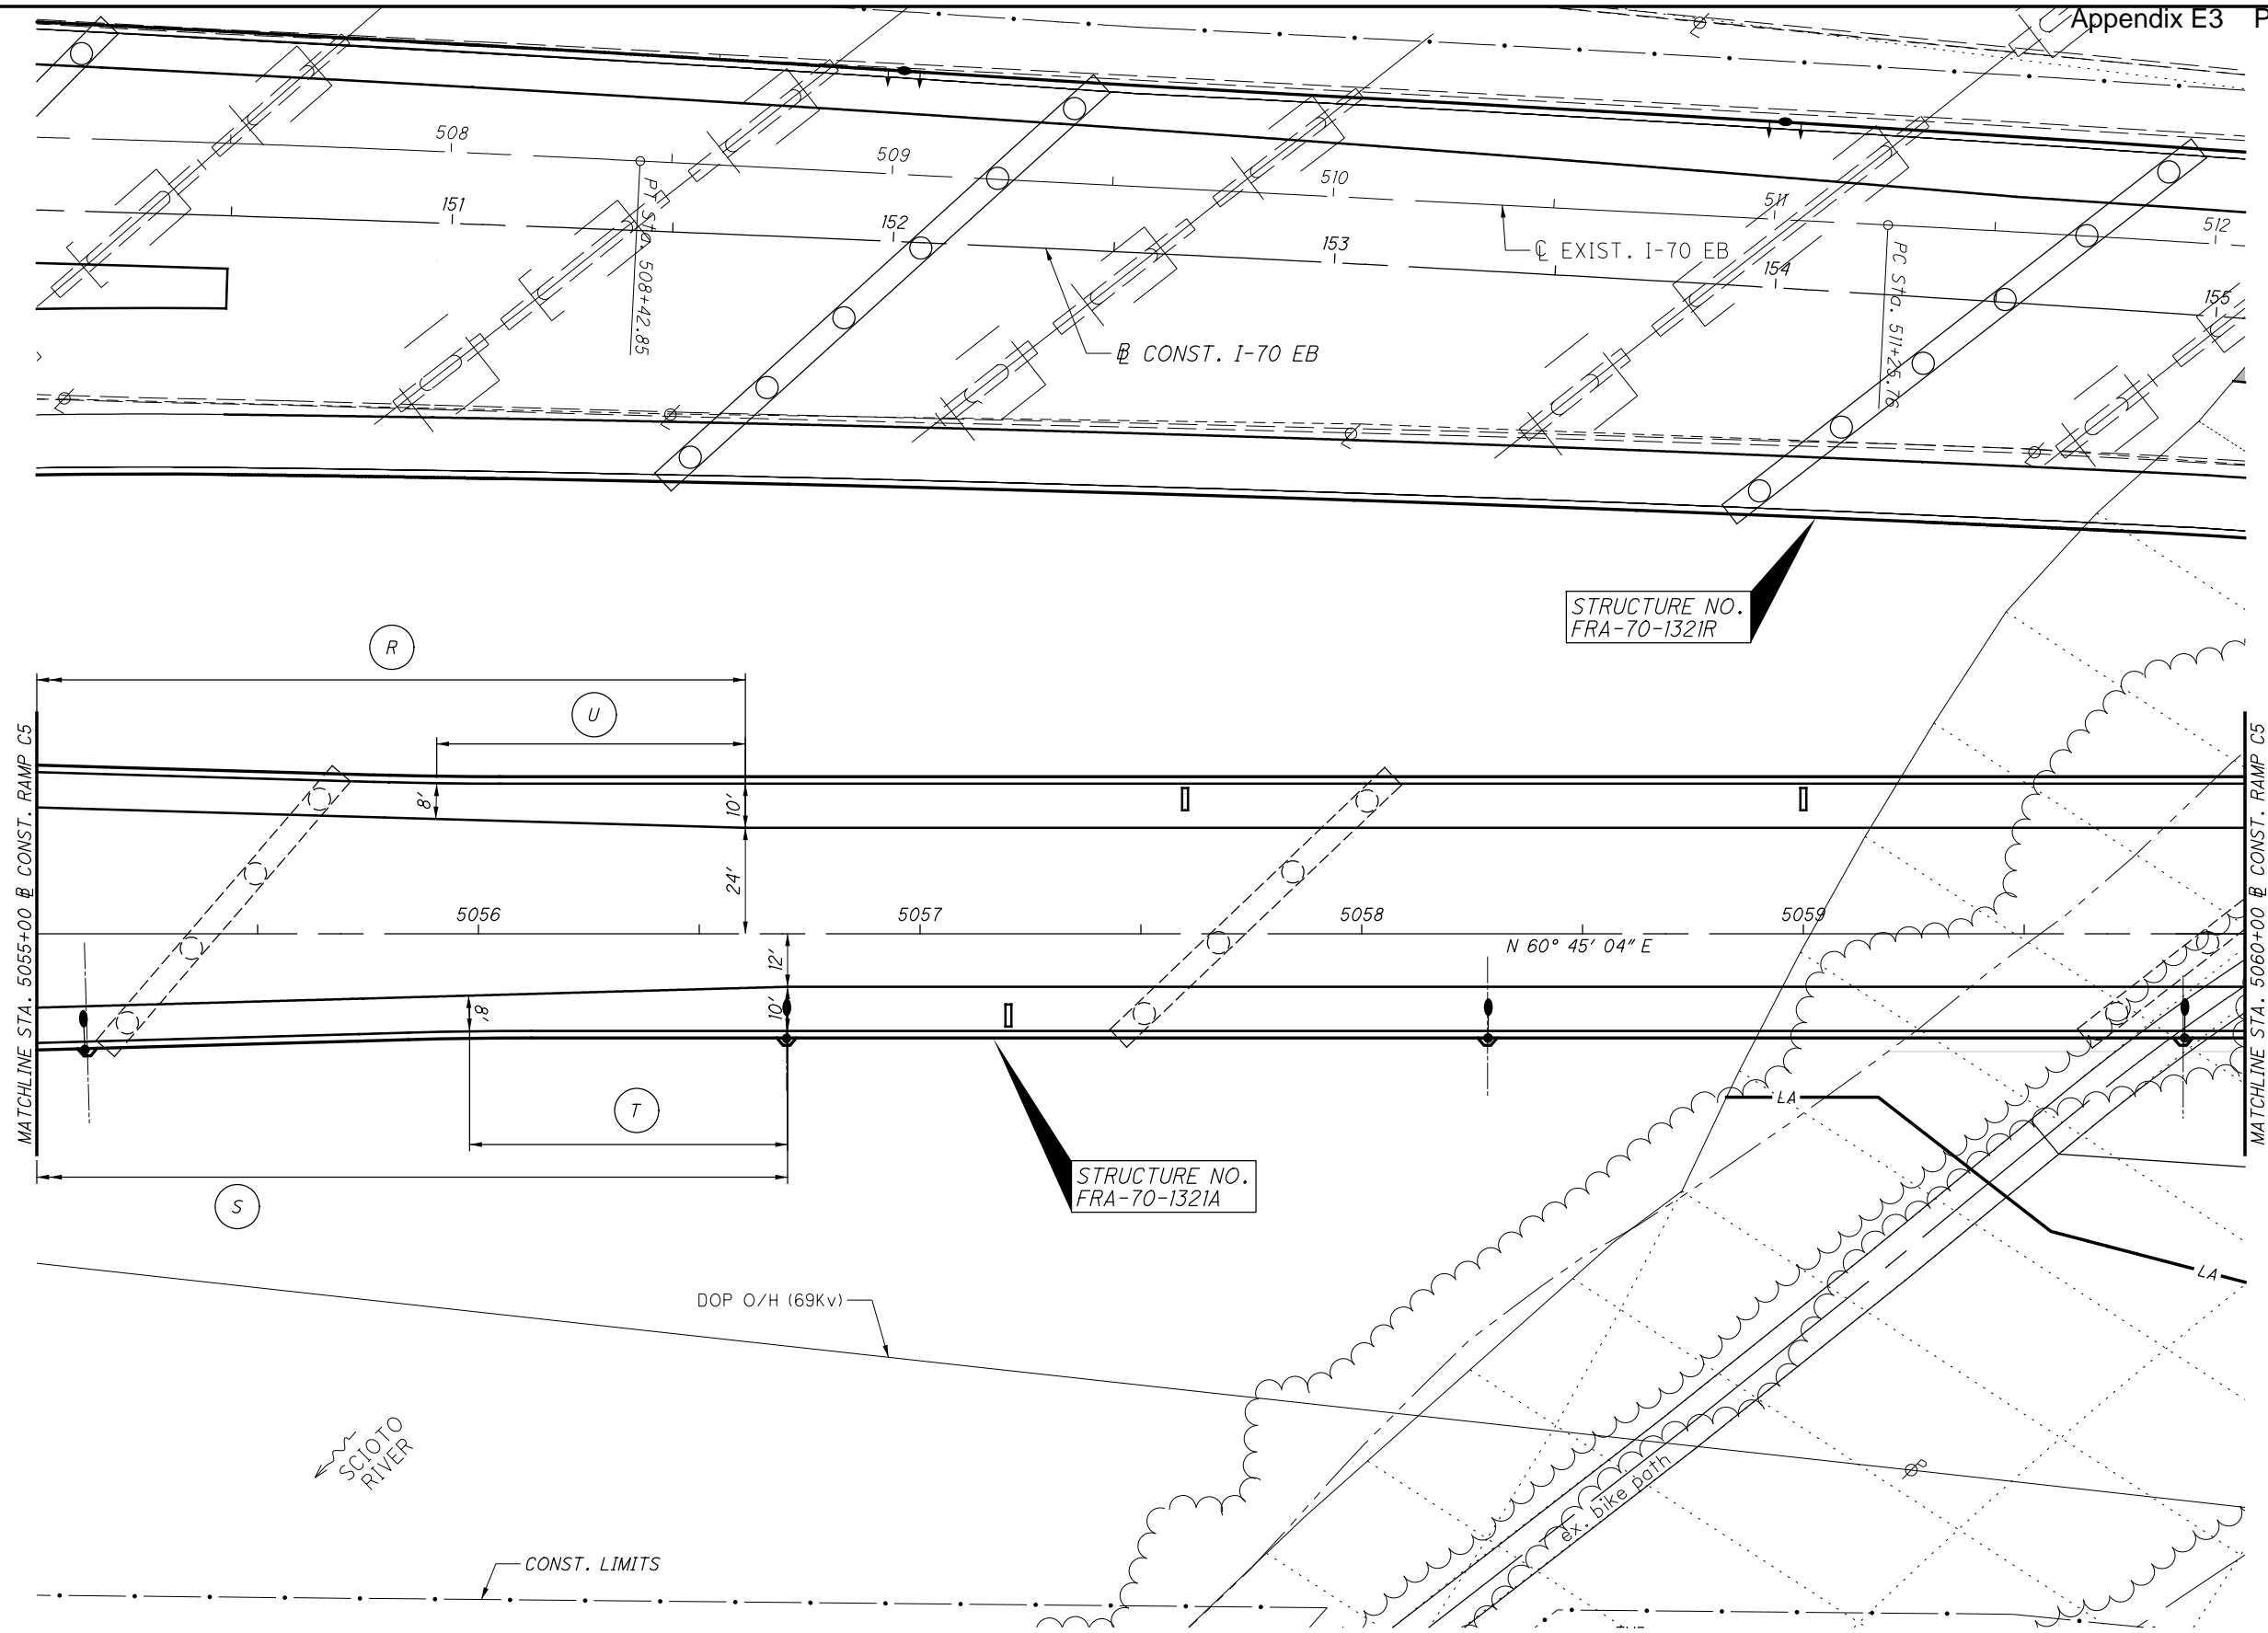 Appendix E3 P
508
509
510
511
512
151
152
153
154
155
PT Sta. 508+42.85
PC Sta. 511+25.76
℄ EXIST. I-70 EB
℄ CONST. I-70 EB
STRUCTURE NO.
FRA-70-1321R
R
U
MATCHLINE STA. 5055+00 ℄ CONST. RAMP C5
MATCHLINE STA. 5060+00 ℄ CONST. RAMP C5
8'
10'
24'
5056
5057
5058
5059
N 60° 45' 04" E
12'
8'
10'
LA
T
STRUCTURE NO.
FRA-70-1321A
S
LA
DOP O/H (69Kv)
SCIOTO
RIVER
ex. bike path
CONST. LIMITS